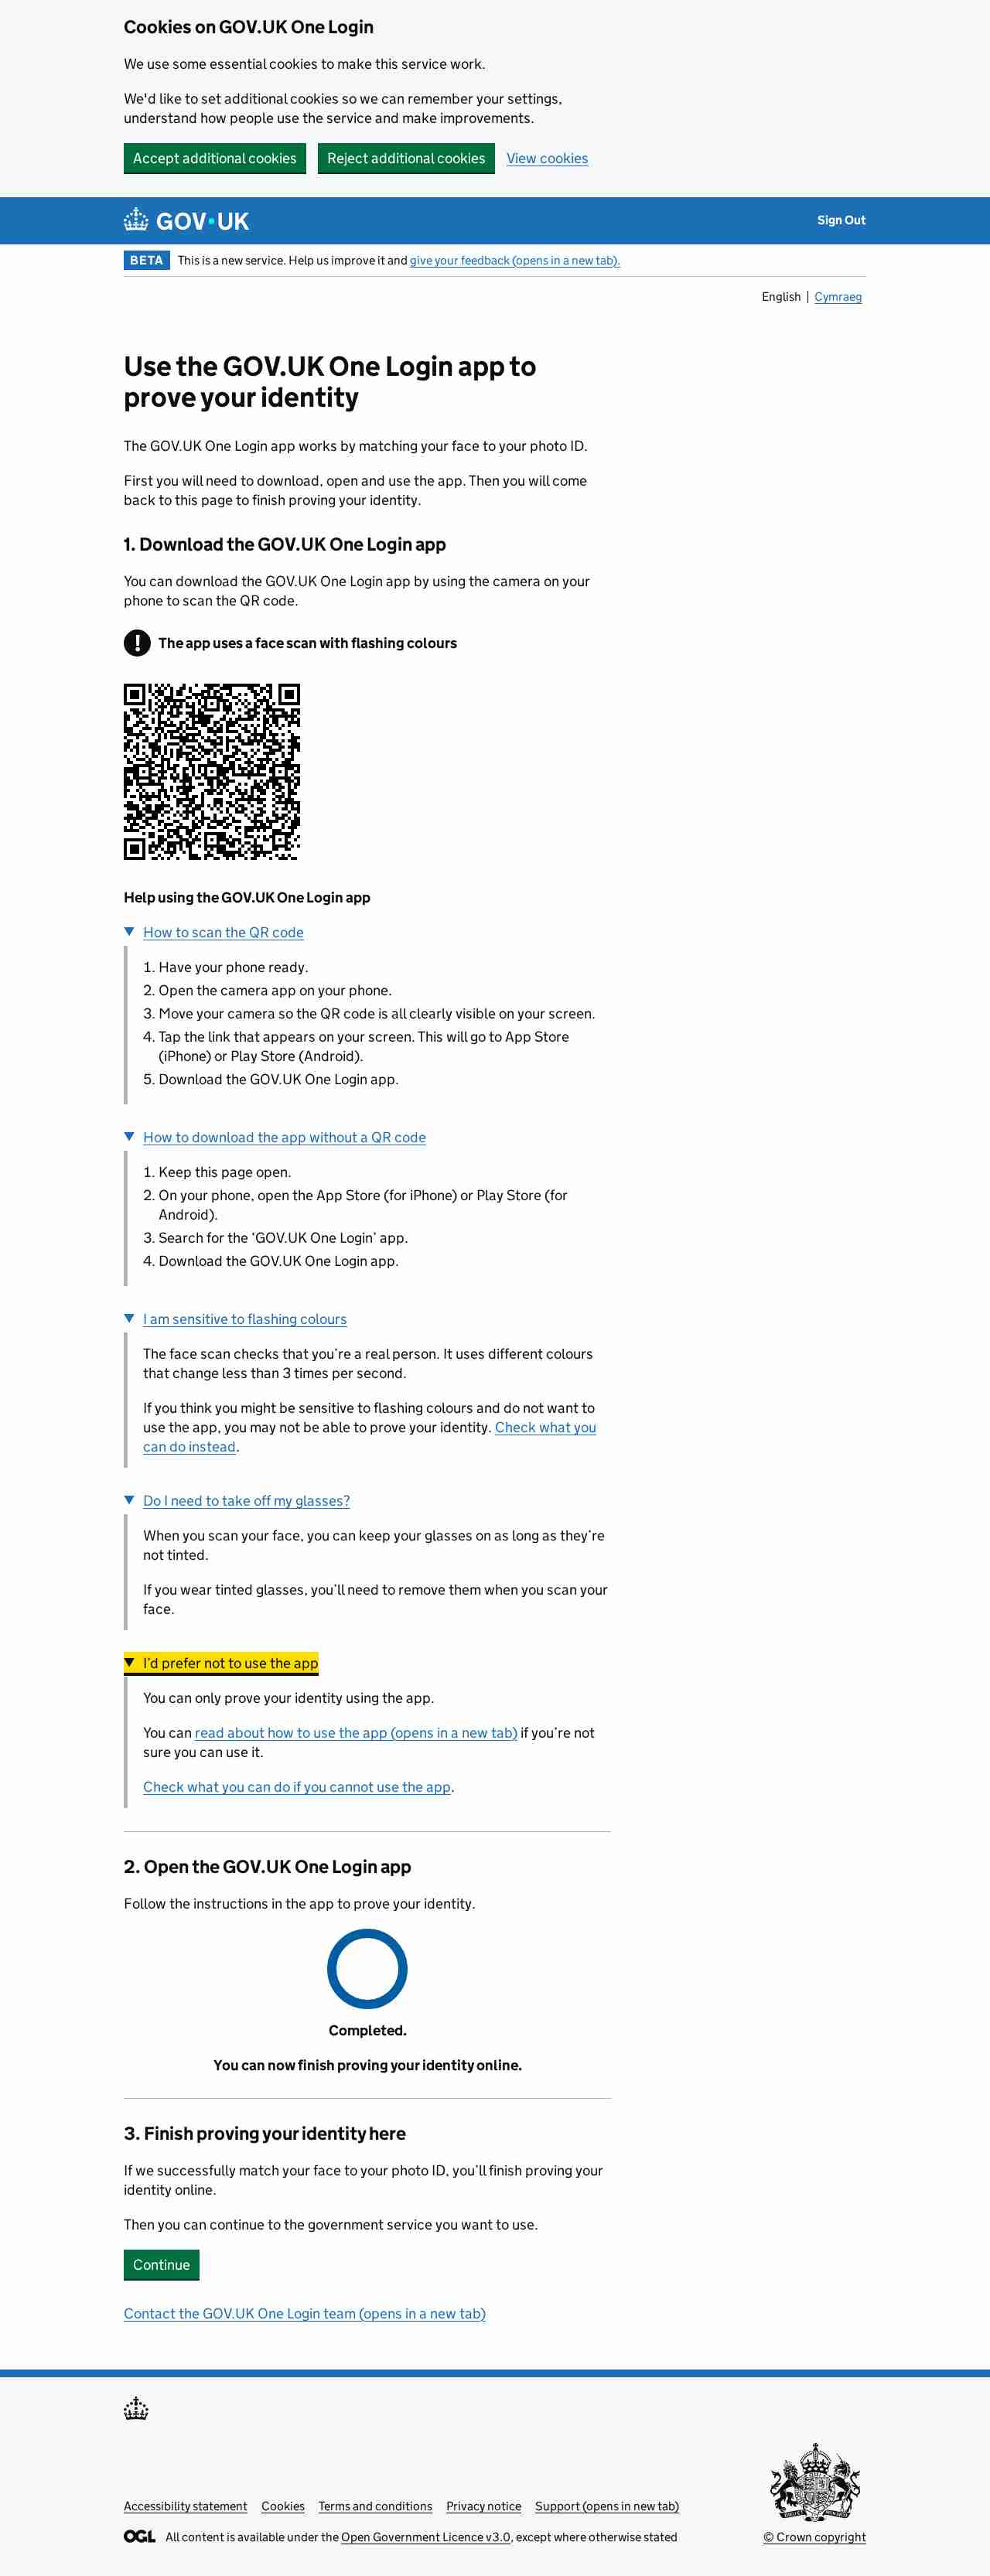 Cookies on GOV.UK One Login
We use some essential cookies to make this service work.
We'd like to set additional cookies so we can remember your settings,
understand how people use the service and make improvements.
Accept additional cookies Reject additional cookies View cookies
GOV·UK Sign Out
BETA This is a new service. Help us improve it and give your feedback (opens in a new tab).
English | Cymraeg
Use the GOV.UK One Login app to
prove your identity
The GOV.UK One Login app works by matching your face to your photo ID.
First you will need to download, open and use the app. Then you will come
back to this page to finish proving your identity.
1. Download the GOV.UK One Login app
You can download the GOV.UK One Login app by using the camera on your
phone to scan the QR code.
! The app uses a face scan with flashing colours
Help using the GOV.UK One Login app
How to scan the QR code
1. Have your phone ready.
2. Open the camera app on your phone.
3. Move your camera so the QR code is all clearly visible on your screen.
4. Tap the link that appears on your screen. This will go to App Store
(iPhone) or Play Store (Android).
5. Download the GOV.UK One Login app.
How to download the app without a QR code
1. Keep this page open.
2. On your phone, open the App Store (for iPhone) or Play Store (for
Android).
3. Search for the ‘GOV.UK One Login’ app.
4. Download the GOV.UK One Login app.
I am sensitive to flashing colours
The face scan checks that you’re a real person. It uses different colours
that change less than 3 times per second.
If you think you might be sensitive to flashing colours and do not want to
use the app, you may not be able to prove your identity. Check what you
can do instead.
Do I need to take off my glasses?
When you scan your face, you can keep your glasses on as long as they’re
not tinted.
If you wear tinted glasses, you’ll need to remove them when you scan your
face.
I’d prefer not to use the app
You can only prove your identity using the app.
You can read about how to use the app (opens in a new tab) if you’re not
sure you can use it.
Check what you can do if you cannot use the app.
2. Open the GOV.UK One Login app
Follow the instructions in the app to prove your identity.
Completed.
You can now finish proving your identity online.
3. Finish proving your identity here
If we successfully match your face to your photo ID, you’ll finish proving your
identity online.
Then you can continue to the government service you want to use.
Continue
Contact the GOV.UK One Login team (opens in a new tab)
Accessibility statement Cookies Terms and conditions Privacy notice Support (opens in new tab)
OGL All content is available under the Open Government Licence v3.0, except where otherwise stated
© Crown copyright